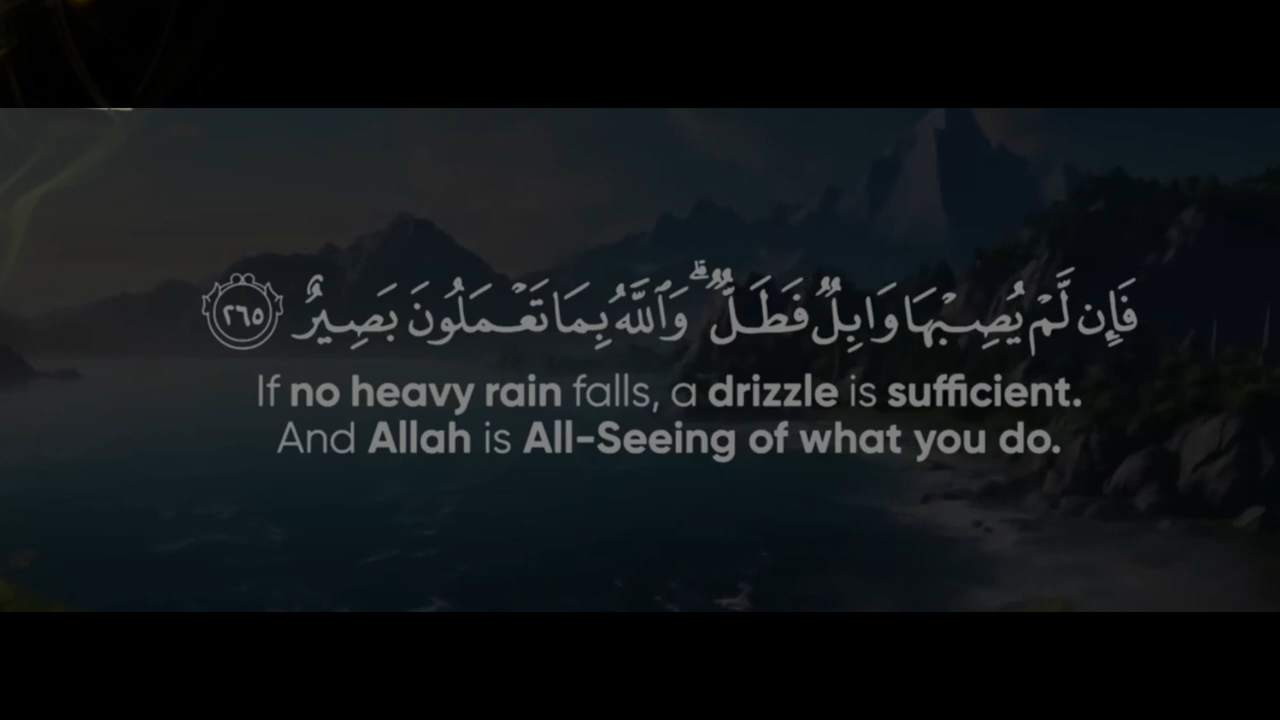 فَإِن لَّمْ يُصِبْهَا وَابِلٌ فَطَلٌّ ۗ وَاللَّهُ بِمَا تَعْمَلُونَ بَصِيرٌ ٢٦٥
If no heavy rain falls, a drizzle is sufficient.
And Allah is All-Seeing of what you do.